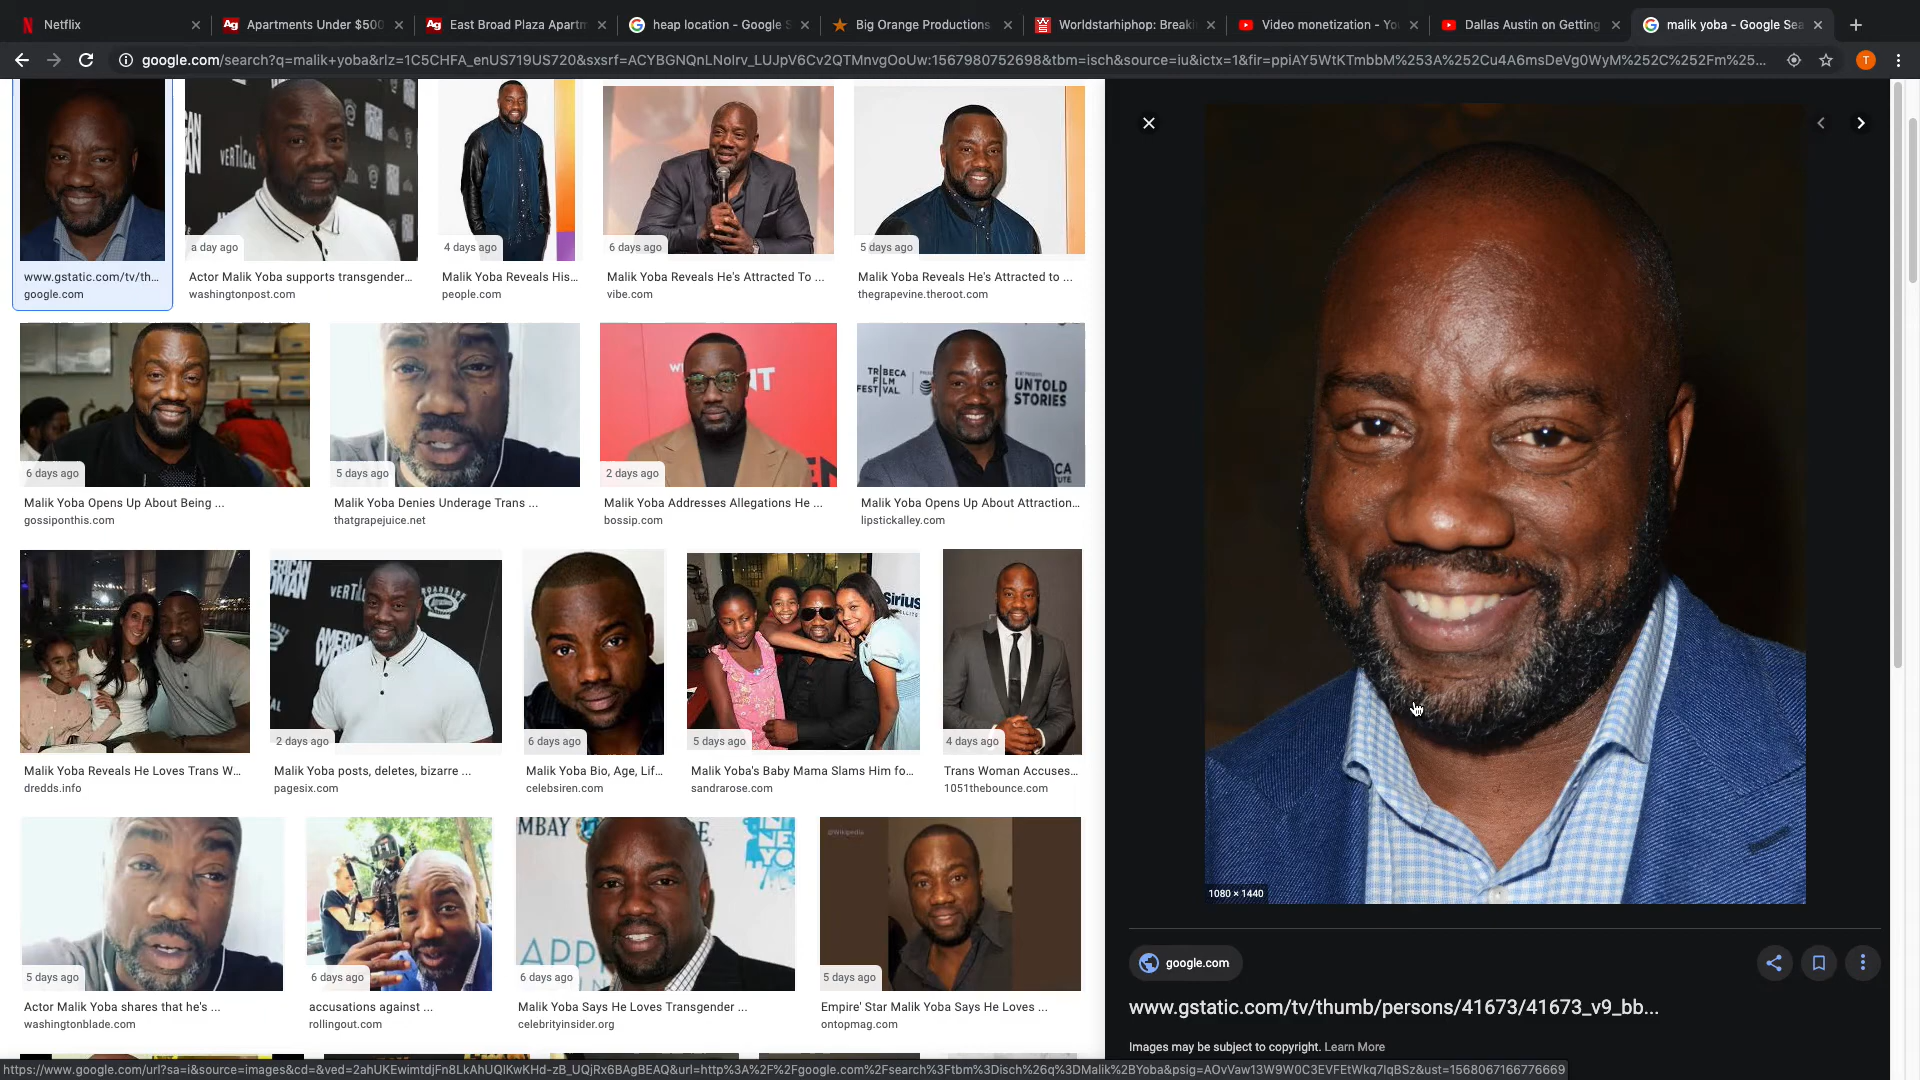 Netflix
Apartments Under $500
East Broad Plaza Apartm
heap location - Google S
Big Orange Productions
Worldstarhiphop: Breaki
Video monetization - Yo
Dallas Austin on Getting
malik yoba - Google Sea
google.com/search?q=malik+yoba&rlz=1C5CHFA_enUS719US720&sxsrf=ACYBGNQnLNolrv_LUJpV6Cv2QTMnvgOoUw:1567980752698&tbm=isch&source=iu&ictx=1&fir=ppiAY5WtKTmbbM%253A%252Cu4A6msDeVg0WyM%252C%252Fm%25...
T
VERTICAL
a day ago
4 days ago
6 days ago
5 days ago
www.gstatic.com/tv/th...
google.com
Actor Malik Yoba supports transgender...
washingtonpost.com
Malik Yoba Reveals His...
people.com
Malik Yoba Reveals He's Attracted To ...
vibe.com
Malik Yoba Reveals He's Attracted to ...
thegrapevine.theroot.com
TRIBECA
FILM
FESTIVAL
AT&T
UNTOLD
STORIES
6 days ago
5 days ago
2 days ago
Malik Yoba Opens Up About Being ...
gossiponthis.com
Malik Yoba Denies Underage Trans ...
thatgrapejuice.net
Malik Yoba Addresses Allegations He ...
bossip.com
Malik Yoba Opens Up About Attraction...
lipstickalley.com
VERTI
ROADSIDE
AMERICA
Sirius
2 days ago
6 days ago
5 days ago
4 days ago
Malik Yoba Reveals He Loves Trans W...
dredds.info
Malik Yoba posts, deletes, bizarre ...
pagesix.com
Malik Yoba Bio, Age, Lif...
celebsiren.com
Malik Yoba's Baby Mama Slams Him fo...
sandrarose.com
Trans Woman Accuses...
1051thebounce.com
MBAY
APP
@Wikipedia
5 days ago
6 days ago
6 days ago
5 days ago
Actor Malik Yoba shares that he's ...
washingtonblade.com
accusations against ...
rollingout.com
Malik Yoba Says He Loves Transgender ...
celebrityinsider.org
Empire' Star Malik Yoba Says He Loves ...
ontopmag.com
1080 × 1440
google.com
www.gstatic.com/tv/thumb/persons/41673/41673_v9_bb...
Images may be subject to copyright. Learn More
https://www.google.com/url?sa=i&source=images&cd=&ved=2ahUKEwimtdjFn8LkAhUQlKwKHd-zB_UQjRx6BAgBEAQ&url=http%3A%2F%2Fgoogle.com%2Fsearch%3Ftbm%3Disch%26q%3DMalik%2BYoba&psig=AOvVaw13W9W0C3EVFEtWkq7IqBSz&ust=1568067166776669